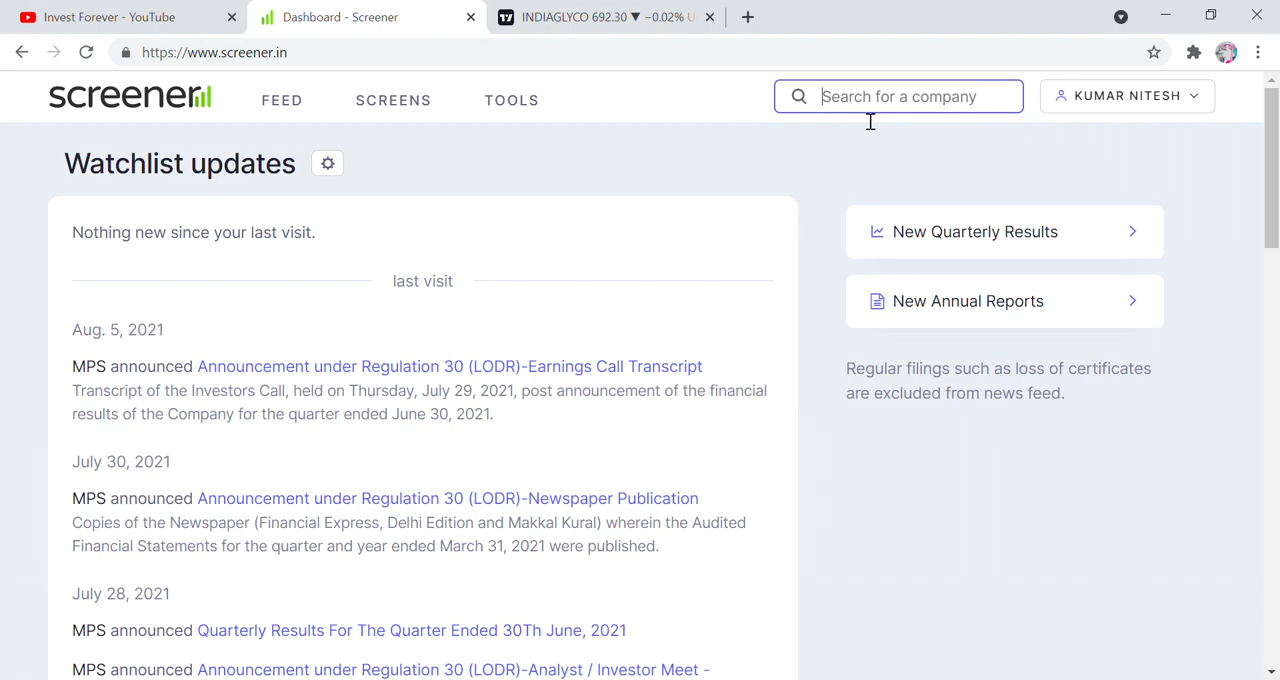 Invest Forever - YouTube
Dashboard - Screener
INDIAGLYCO 692.30 ▼ −0.02%
https://www.screener.in
screener
FEED
SCREENS
TOOLS
Search for a company
KUMAR NITESH
Watchlist updates
Nothing new since your last visit.
last visit
Aug. 5, 2021
MPS announced Announcement under Regulation 30 (LODR)-Earnings Call Transcript
Transcript of the Investors Call, held on Thursday, July 29, 2021, post announcement of the financial
results of the Company for the quarter ended June 30, 2021.
July 30, 2021
MPS announced Announcement under Regulation 30 (LODR)-Newspaper Publication
Copies of the Newspaper (Financial Express, Delhi Edition and Makkal Kural) wherein the Audited
Financial Statements for the quarter and year ended March 31, 2021 were published.
July 28, 2021
MPS announced Quarterly Results For The Quarter Ended 30Th June, 2021
MPS announced Announcement under Regulation 30 (LODR)-Analyst / Investor Meet -
New Quarterly Results
New Annual Reports
Regular filings such as loss of certificates
are excluded from news feed.